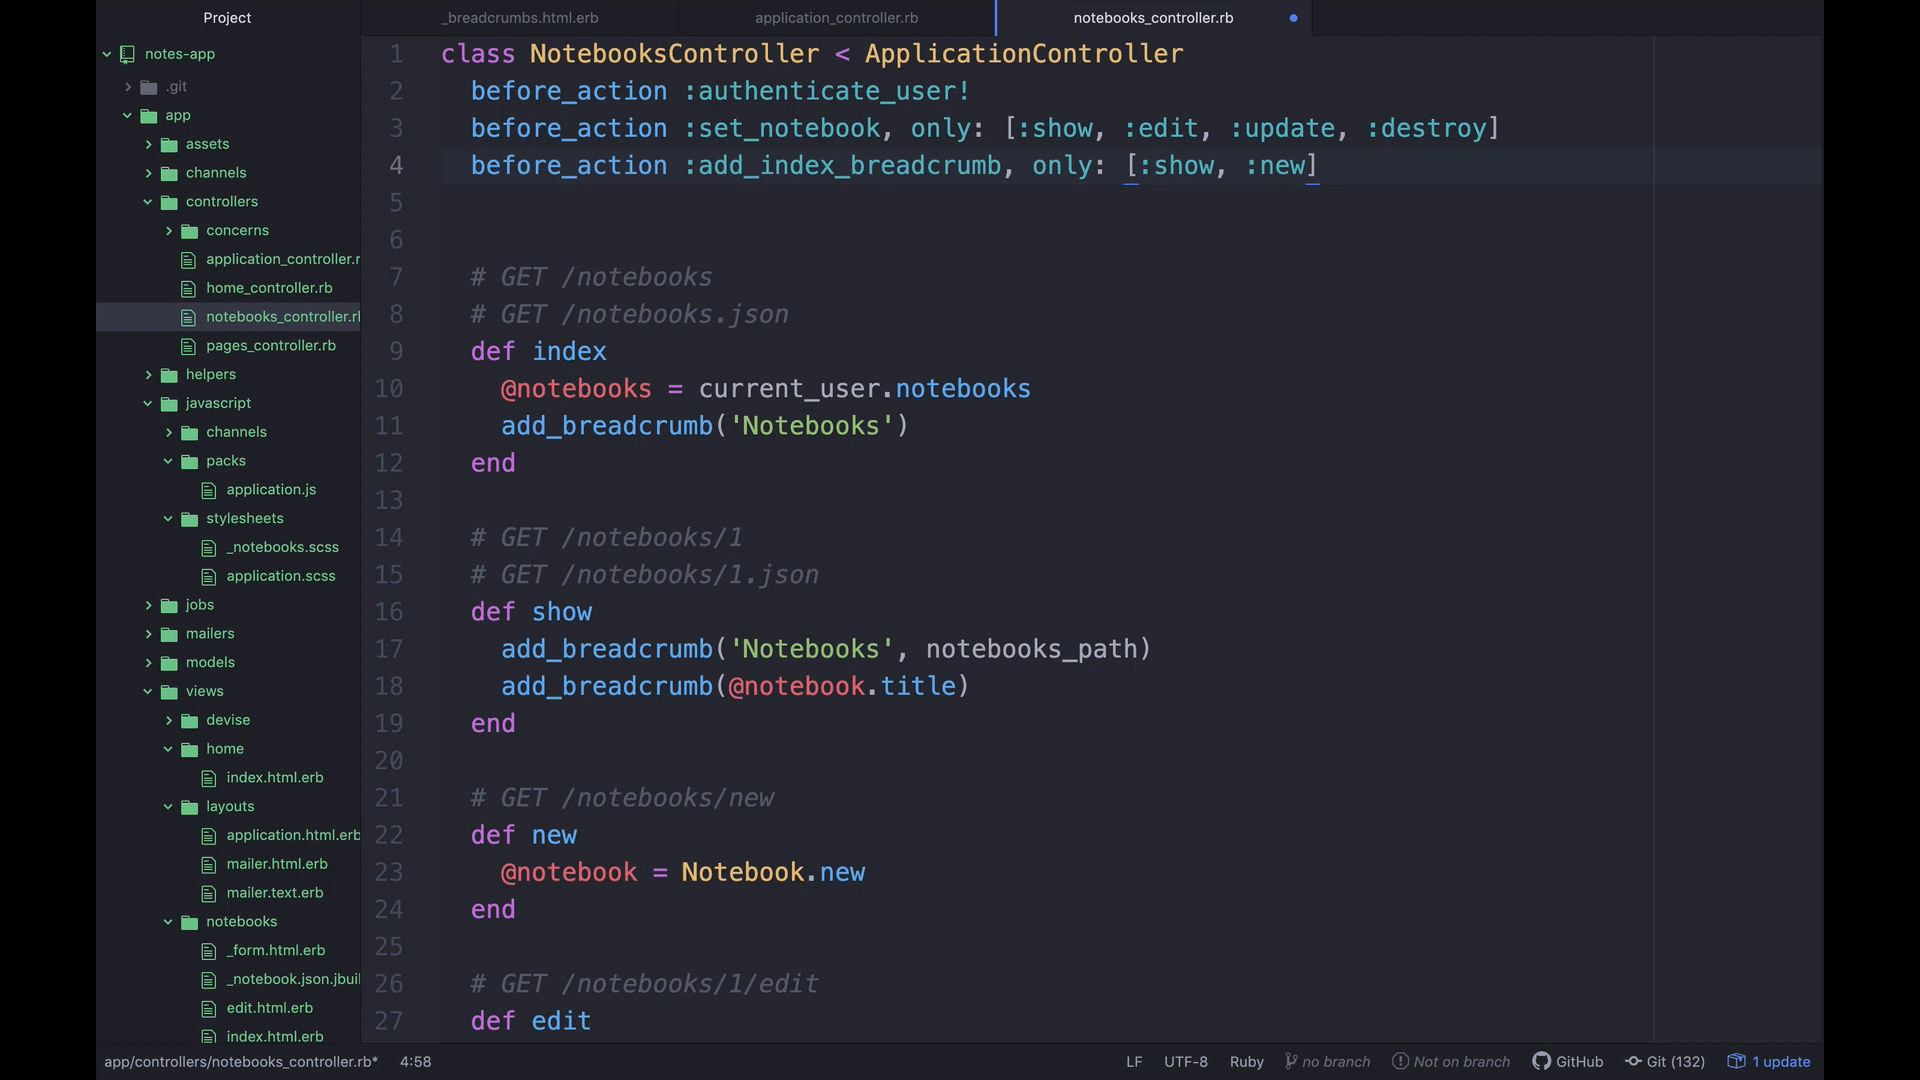 Project
notes-app
.git
app
assets
channels
controllers
concerns
application_controller.r
home_controller.rb
notebooks_controller.rb
pages_controller.rb
helpers
javascript
channels
packs
application.js
stylesheets
_notebooks.scss
application.scss
jobs
mailers
models
views
devise
home
index.html.erb
layouts
application.html.erb
mailer.html.erb
mailer.text.erb
notebooks
_form.html.erb
_notebook.json.jbuil
edit.html.erb
index.html.erb
_breadcrumbs.html.erb
application_controller.rb
notebooks_controller.rb
1 class NotebooksController < ApplicationController
2 before_action :authenticate_user!
3 before_action :set_notebook, only: [:show, :edit, :update, :destroy]
4 before_action :add_index_breadcrumb, only: [:show, :new]
5
6
7 # GET /notebooks
8 # GET /notebooks.json
9 def index
10 @notebooks = current_user.notebooks
11 add_breadcrumb('Notebooks')
12 end
13
14 # GET /notebooks/1
15 # GET /notebooks/1.json
16 def show
17 add_breadcrumb('Notebooks', notebooks_path)
18 add_breadcrumb(@notebook.title)
19 end
20
21 # GET /notebooks/new
22 def new
23 @notebook = Notebook.new
24 end
25
26 # GET /notebooks/1/edit
27 def edit
app/controllers/notebooks_controller.rb* 4:58 LF UTF-8 Ruby no branch Not on branch GitHub Git (132) 1 update